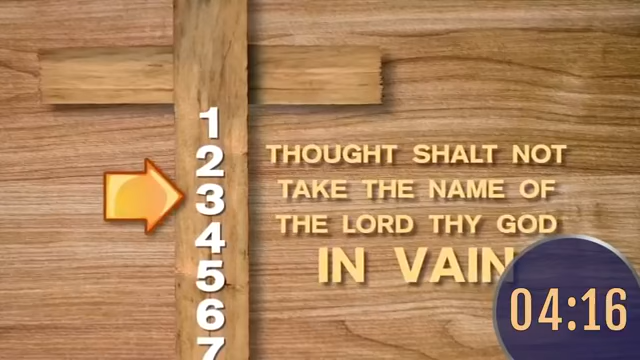 1
2
3
4
5
6
7
THOUGHT SHALT NOT
TAKE THE NAME OF
THE LORD THY GOD
IN VAIN
04:16